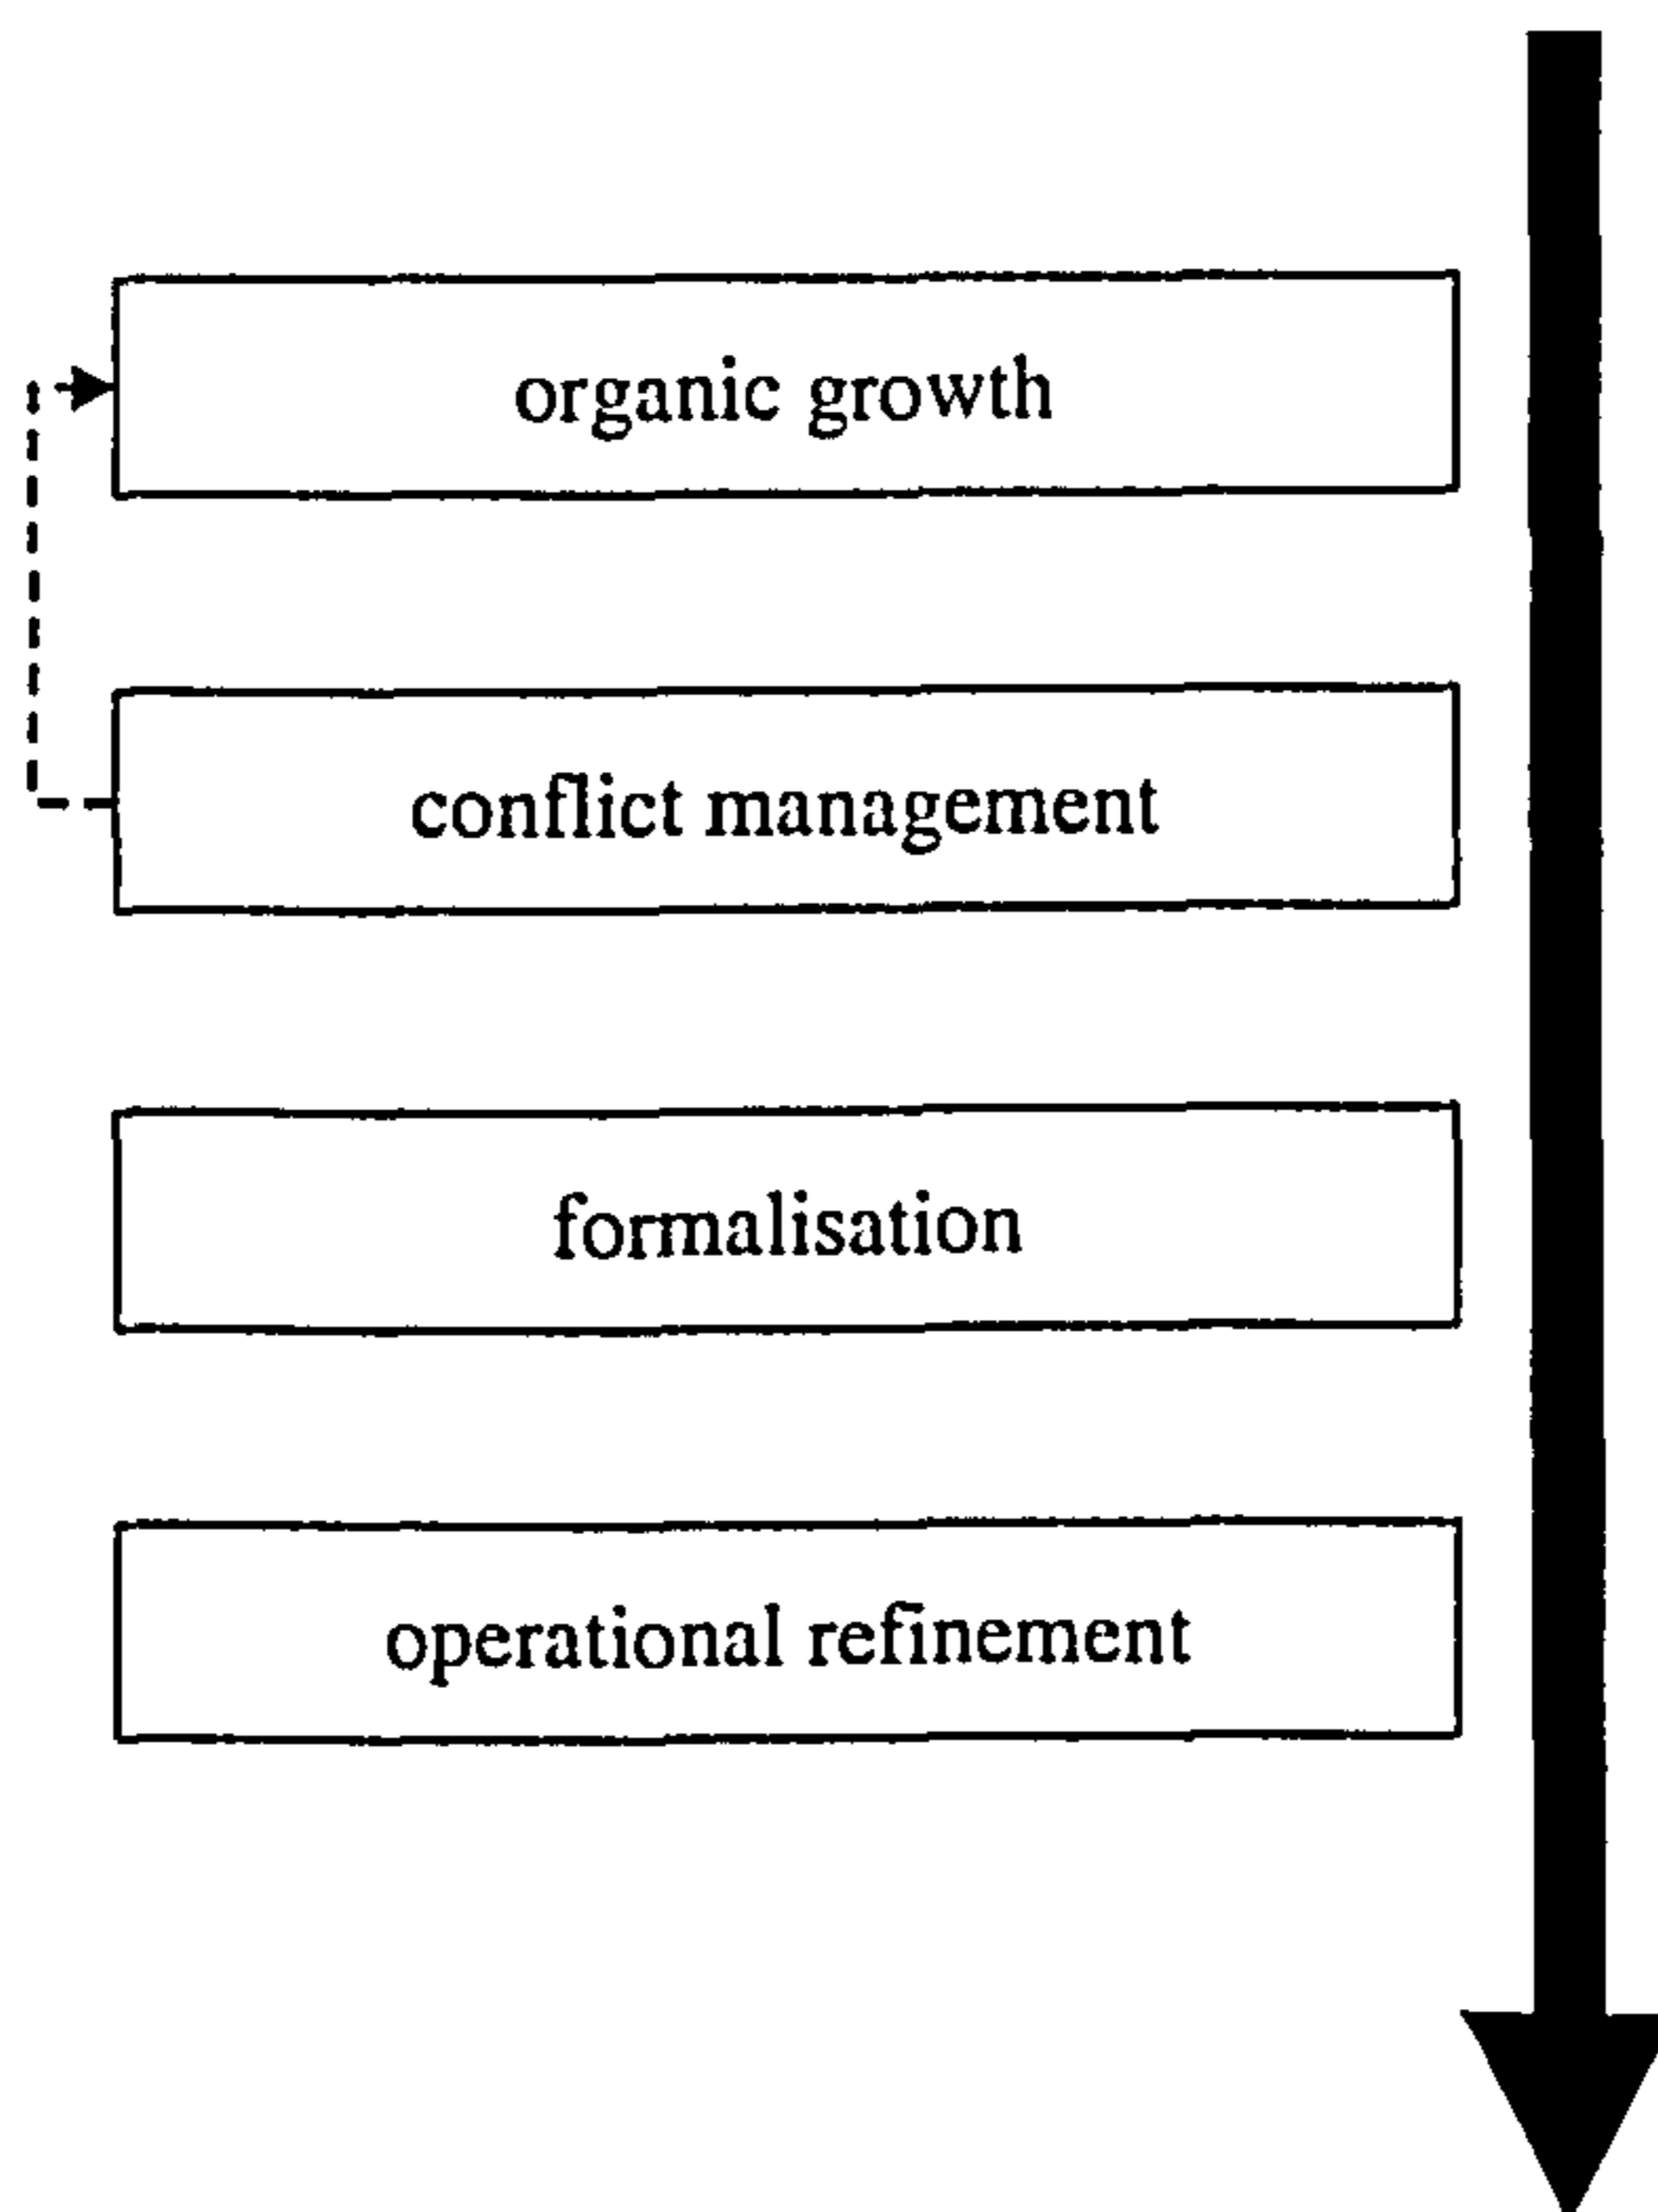 organic growth
conflict management
formalisation
operational refinement